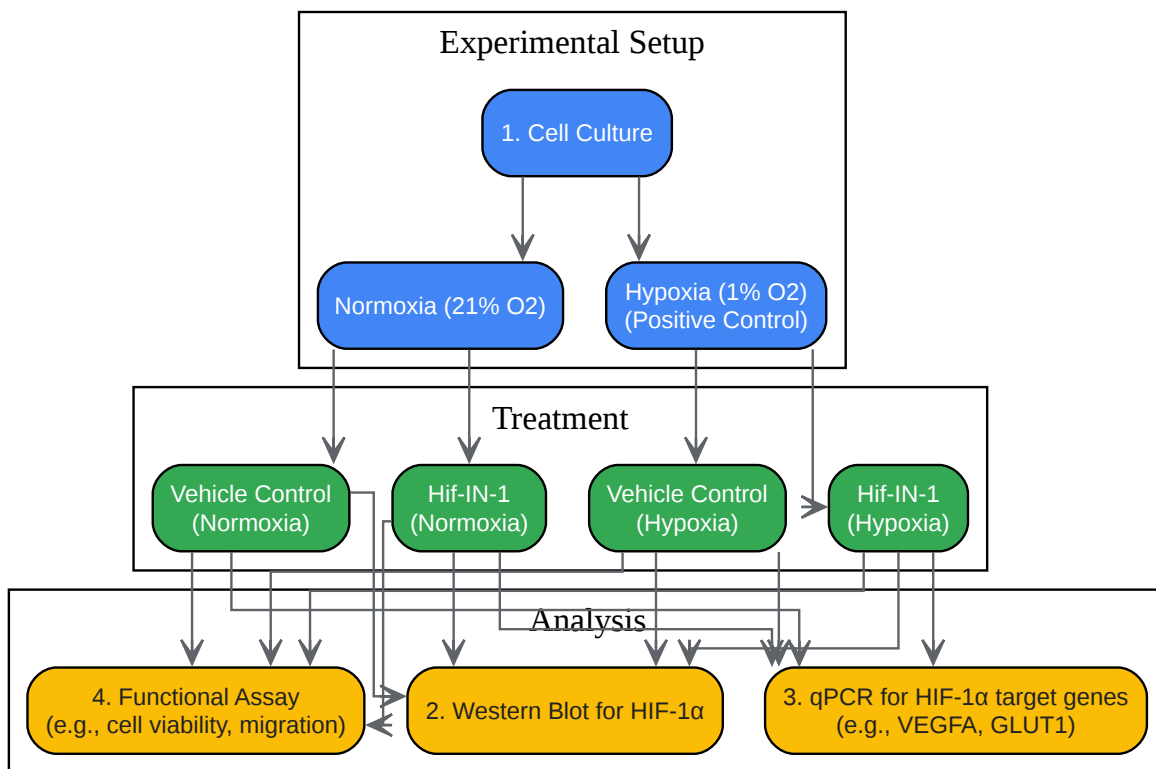 Experimental Setup
1. Cell Culture
Normoxia (21% O2)
Hypoxia (1% O2)
(Positive Control)
Treatment
Vehicle Control
(Normoxia)
Hif-IN-1
(Normoxia)
Vehicle Control
(Hypoxia)
Hif-IN-1
(Hypoxia)
Analysis
4. Functional Assay
(e.g., cell viability, migration)
2. Western Blot for HIF-1α
3. qPCR for HIF-1α target genes
(e.g., VEGFA, GLUT1)